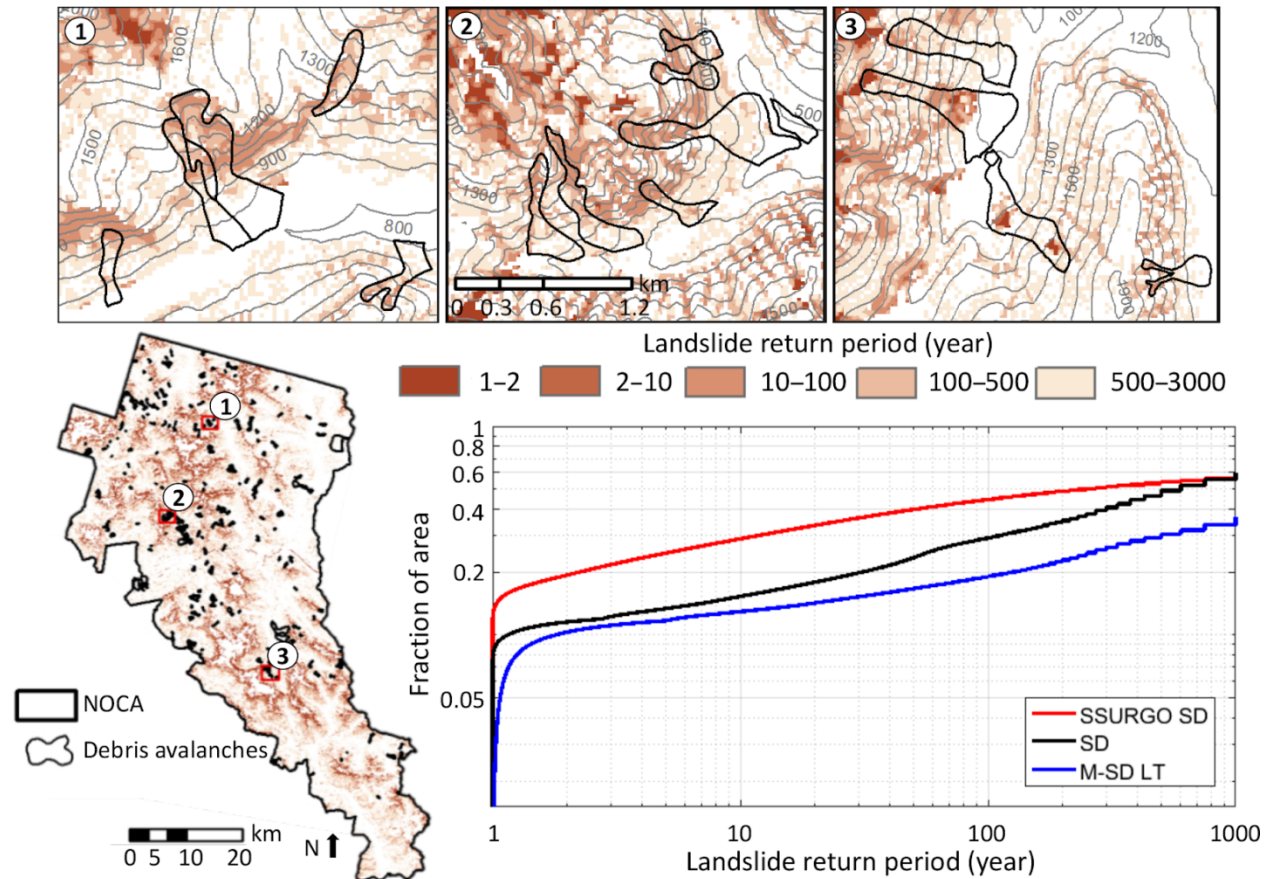 1
1600
1300
1200
900
1500
800
2
500
1300
km
0 0.3 0.6 1.2
3
1200
1300
1500
Landslide return period (year)
1–2 2–10 10–100 100–500 500–3000
1
2
3
NOCA
Debris avalanches
km
0 5 10 20
N
Fraction of area
1
0.8
0.6
0.4
0.2
0.05
SSURGO SD
SD
M-SD LT
1 10 100 1000
Landslide return period (year)